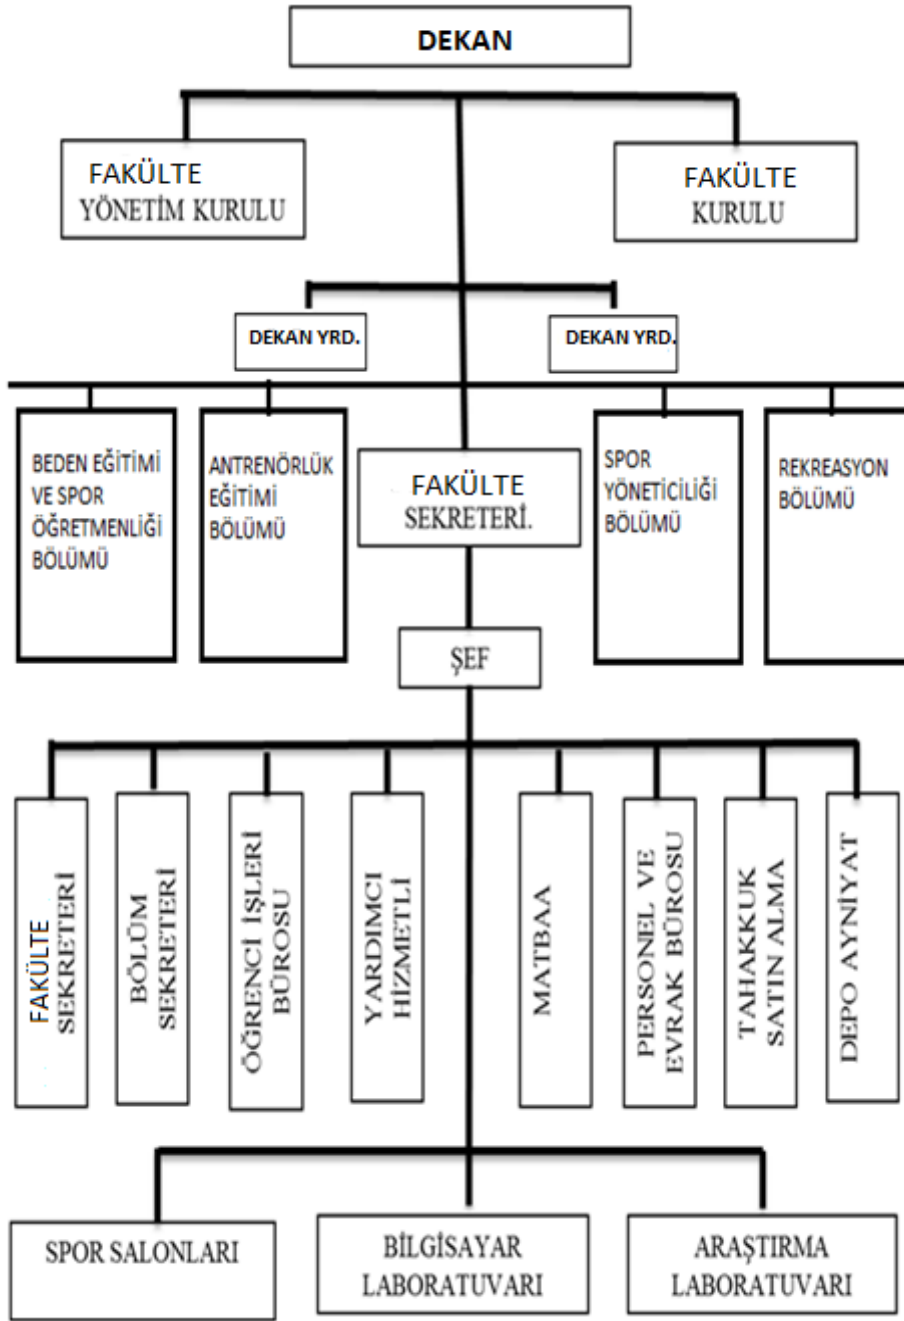 DEKAN
FAKÜLTE
YÖNETİM KURULU
FAKÜLTE
KURULU
DEKAN YRD.
DEKAN YRD.
BEDEN EĞİTİMİ
VE SPOR
ÖĞRETMENLİĞİ
BÖLÜMÜ
ANTRENÖRLÜK
EĞİTİMİ
BÖLÜMÜ
FAKÜLTE
SEKRETERİ.
SPOR
YÖNETİCİLİĞİ
BÖLÜMÜ
REKREASYON
BÖLÜMÜ
ŞEF
FAKÜLTE
SEKRETERİ
BÖLÜM
SEKRETERİ
ÖĞRENCİ İŞLERİ
BÜROSU
YARDIMCI
HİZMETLİ
MATBAA
PERSONEL VE
EVRAK BÜROSU
TAHAKKUK
SATIN ALMA
DEPO AYNİYAT
SPOR SALONLARI
BİLGİSAYAR
LABORATUVARI
ARAŞTIRMA
LABORATUVARI